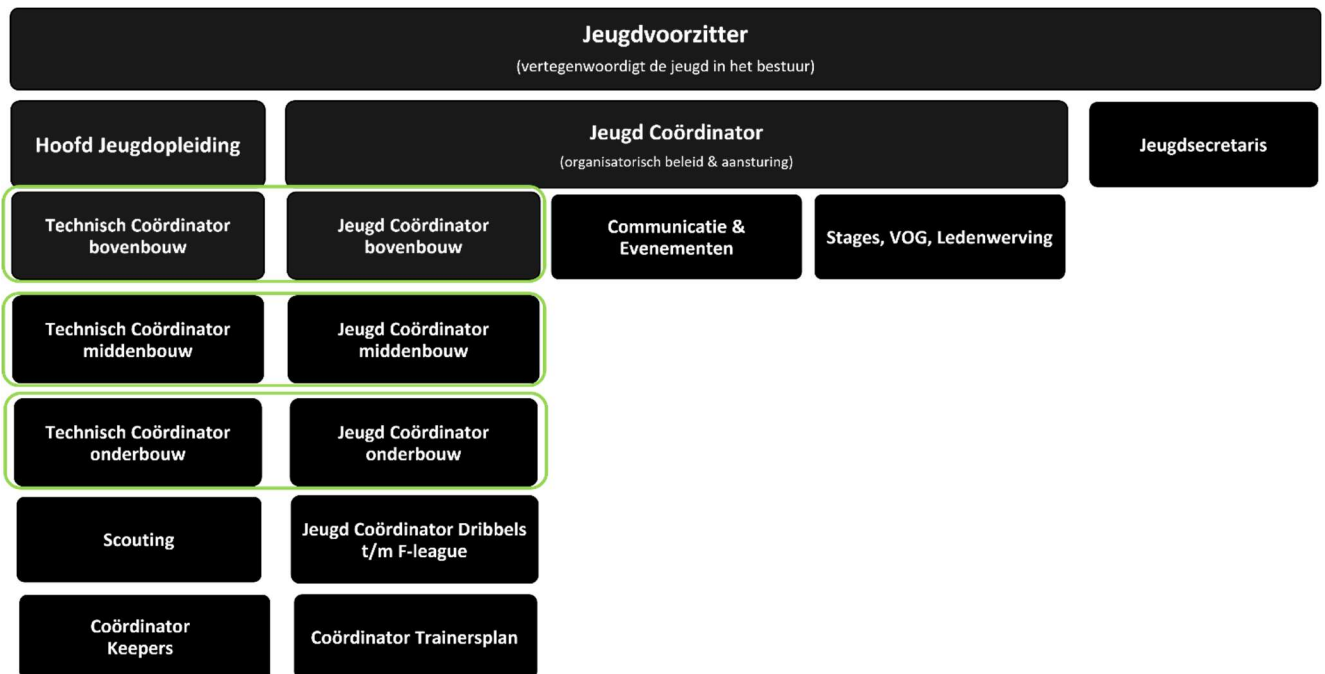 Jeugdvoorzitter
(vertegenwoordigt de jeugd in het bestuur)
Hoofd Jeugdopleiding
Jeugd Coördinator
(organisatorisch beleid & aansturing)
Jeugdsecretaris
Technisch Coördinator
bovenbouw
Jeugd Coördinator
bovenbouw
Communicatie &
Evenementen
Stages, VOG, Ledenwerving
Technisch Coördinator
middenbouw
Jeugd Coördinator
middenbouw
Technisch Coördinator
onderbouw
Jeugd Coördinator
onderbouw
Scouting
Jeugd Coördinator Dribbels
t/m F-league
Coördinator
Keepers
Coördinator Trainersplan